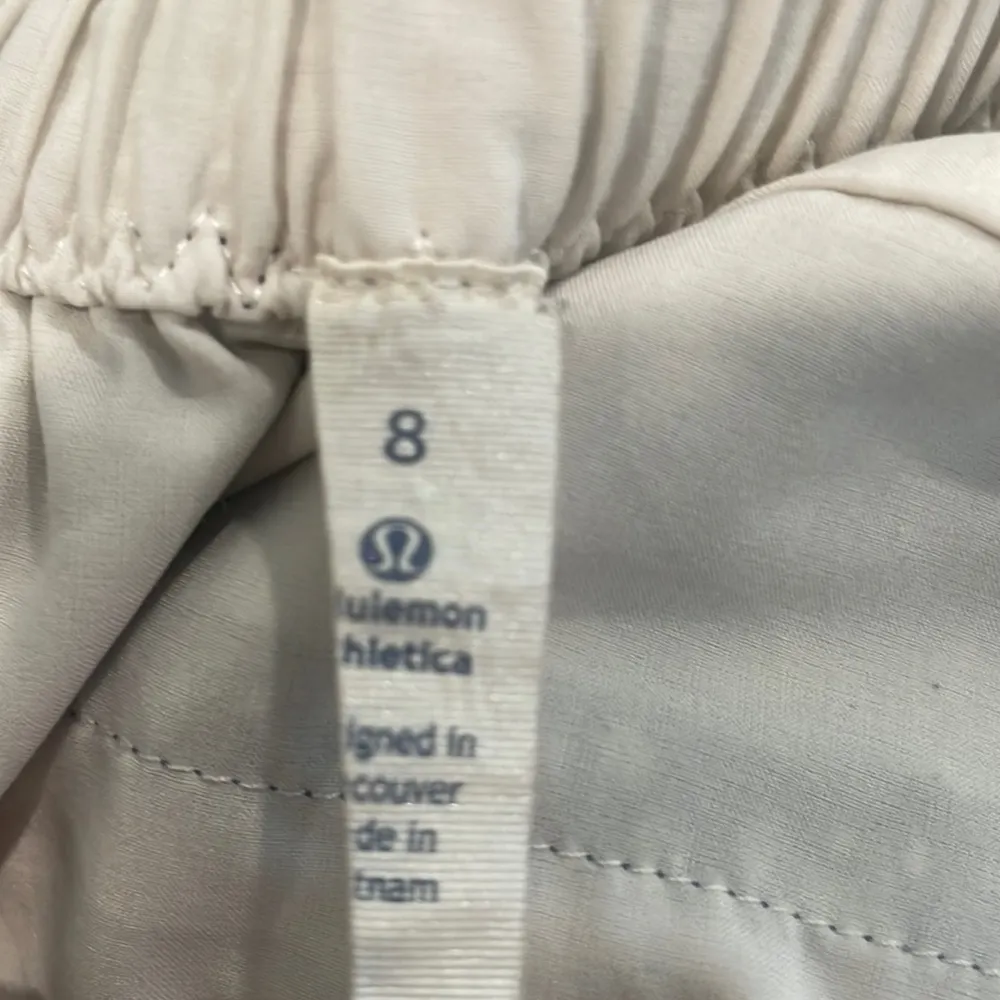 8
lulemon
hletica
igned in
couver
de in
tnam